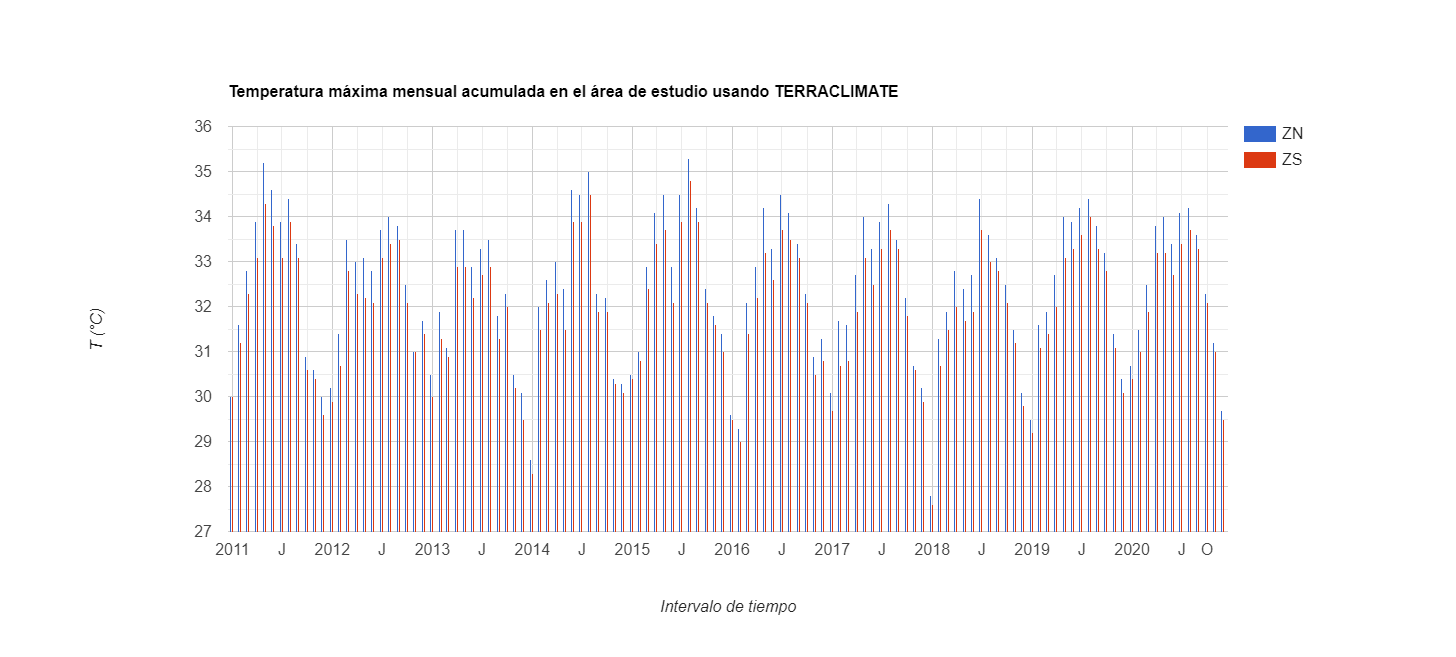 Temperatura máxima mensual acumulada en el área de estudio usando TERRACLIMATE
36
35
34
33
32
31
30
29
28
27
T (°C)
2011 J 2012 J 2013 J 2014 J 2015 J 2016 J 2017 J 2018 J 2019 J 2020 J O
Intervalo de tiempo
ZN
ZS